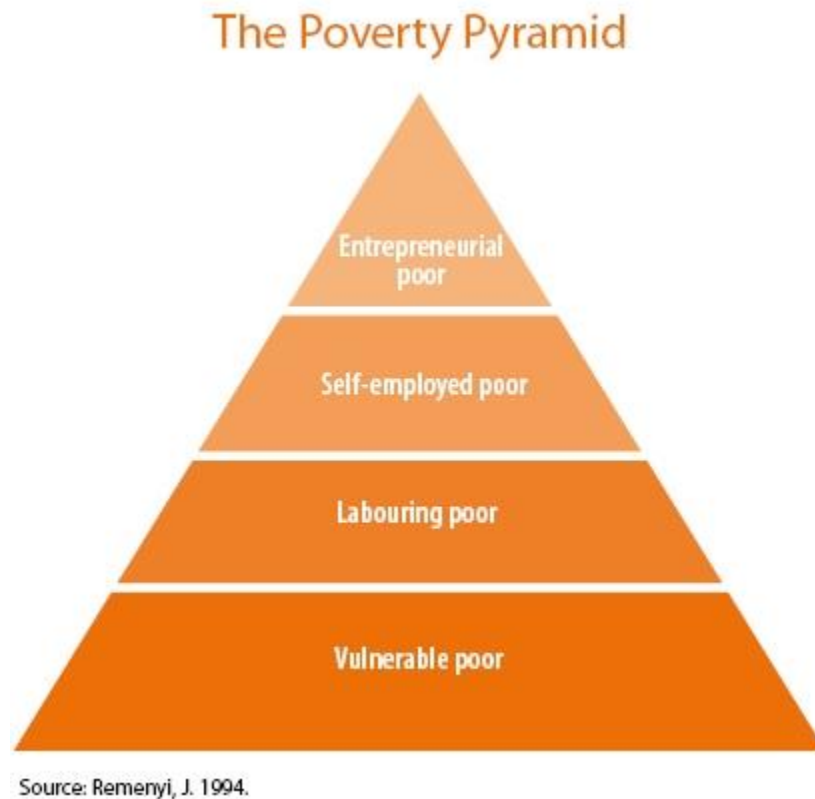 The Poverty Pyramid
Entrepreneurial
poor
Self-employed poor
Labouring poor
Vulnerable poor
Source: Remenyi, J. 1994.